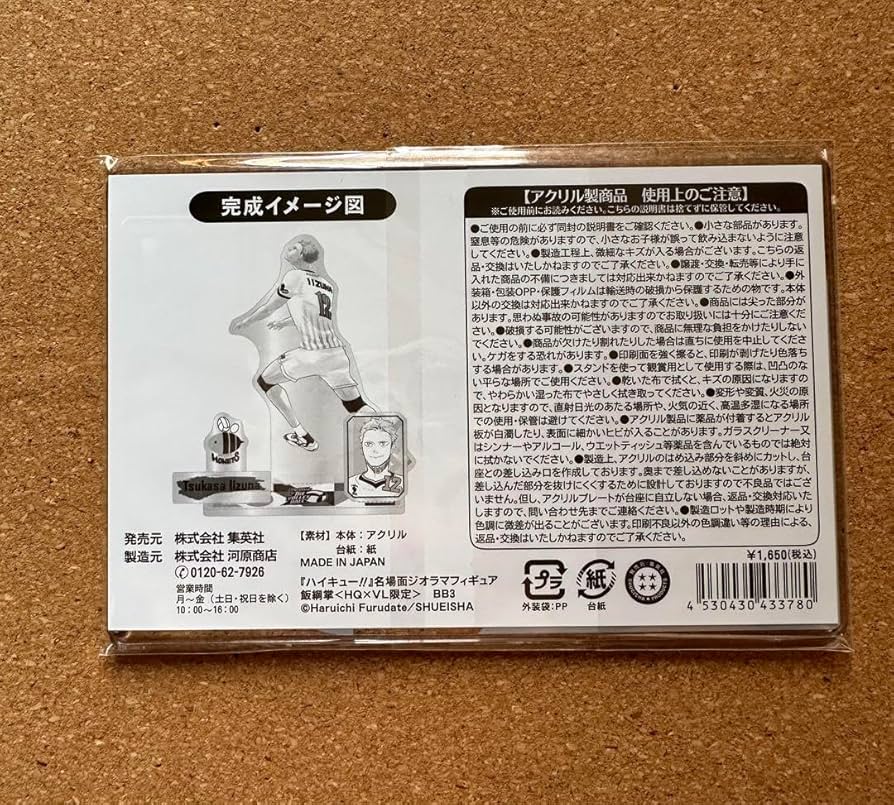 完成イメージ図
IIZUNA
12
HORNETS
Tsukasa Iizuna
12
発売元 株式会社 集英社
製造元 株式会社 河原商店
0120-62-7926
営業時間
月～金（土日・祝日を除く）
10：00～16：00
【素材】本体：アクリル
台紙：紙
MADE IN JAPAN
『ハイキュー!!』名場面ジオラマフィギュア
飯綱掌＜HQ×VL限定＞ BB3
©Haruichi Furudate/SHUEISHA
【アクリル製商品 使用上のご注意】
※ご使用前にお読みください。こちらの説明書は捨てずに保管してください。
●ご使用の前に必ず同封の説明書をご確認ください。●小さな部品があります。
窒息等の危険がありますので、小さなお子様が誤って飲み込まないように注意
してください。●製造工程上、微細なキズが入る場合がございます。こちらの返
品・交換はいたしかねますのでご了承ください。●譲渡・交換・転売等により手に
入れた商品の不備につきましては対応出来かねますのでご了承ください。●外
装箱・包装OPP・保護フィルムは輸送時の破損から保護するための物です。本体
以外の交換は対応出来かねますのでご了承ください。●商品には尖った部分が
あります。思わぬ事故の可能性がありますのでお取り扱いには十分にご注意くだ
さい。●破損する可能性がございますので、商品に無理な負担をかけたりしない
でください。●商品が欠けたり割れたりした場合は直ちに使用を中止してくださ
い。ケガをする恐れがあります。●印刷面を強く擦ると、印刷が剥げたり色落ち
する場合があります。●スタンドを使って観賞用として使用する際は、凹凸のな
い平らな場所でご使用ください。●乾いた布で拭くと、キズの原因になりますの
で、やわらかい湿った布でやさしく拭き取ってください。●変形や変質、火災の原
因となりますので、直射日光のあたる場所や、火気の近く、高温多湿になる場所
での使用・保管は避けてください。●アクリル製品に薬品が付着するとアクリル
板が白濁したり、表面に細かいヒビが入ることがあります。ガラスクリーナー又
はシンナーやアルコール、ウエットティッシュ等薬品を含んでいるものでは絶対
に拭かないでください。●製造上、アクリルのはめ込み部分を斜めにカットし、台
座との差し込み口を作成しております。奥まで差し込めないことがありますが、
差し込んだ部分を抜けにくくするために設計しておりますので不良品ではござ
いません。但し、アクリルプレートが台座に自立しない場合、返品・交換対応いた
しますので、問い合わせ先までご連絡ください。●製造ロットや製造時期により
色調に微差が出ることがございます。印刷不良以外の色調違い等の理由による、
返品・交換はいたしかねますのでご了承ください。
¥1,650(税込)
プラ
外装袋：PP
紙
台紙
4 530430 433780